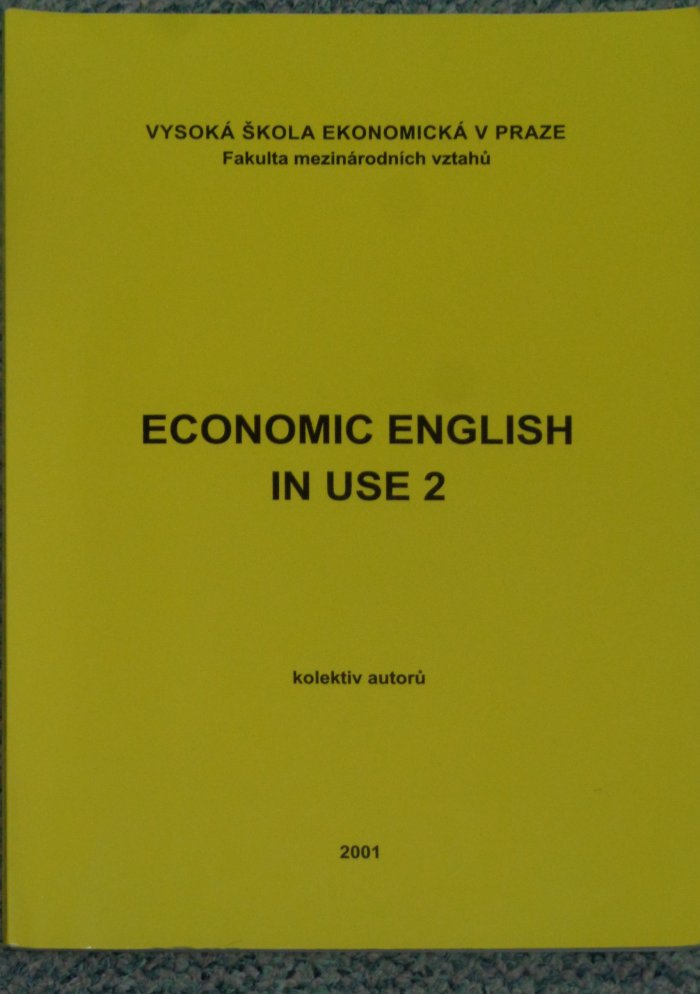 VYSOKÁ ŠKOLA EKONOMICKÁ V PRAZE
Fakulta mezinárodních vztahů
ECONOMIC ENGLISH
IN USE 2
kolektiv autorů
2001